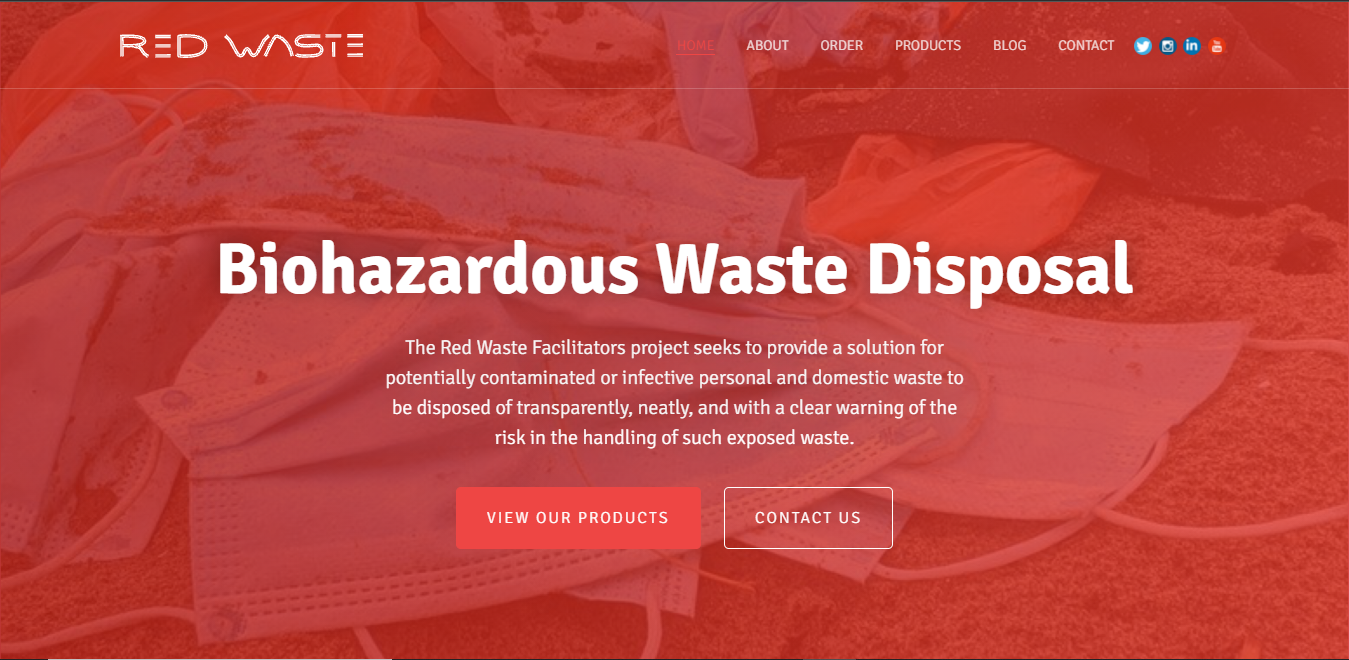 RED WASTE
HOME ABOUT ORDER PRODUCTS BLOG CONTACT
Biohazardous Waste Disposal
The Red Waste Facilitators project seeks to provide a solution for
potentially contaminated or infective personal and domestic waste to
be disposed of transparently, neatly, and with a clear warning of the
risk in the handling of such exposed waste.
VIEW OUR PRODUCTS CONTACT US